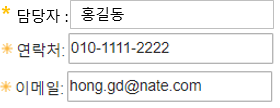 * 담당자 : 홍길동
* 연락처: 010-1111-2222
* 이메일: hong.gd@nate.com